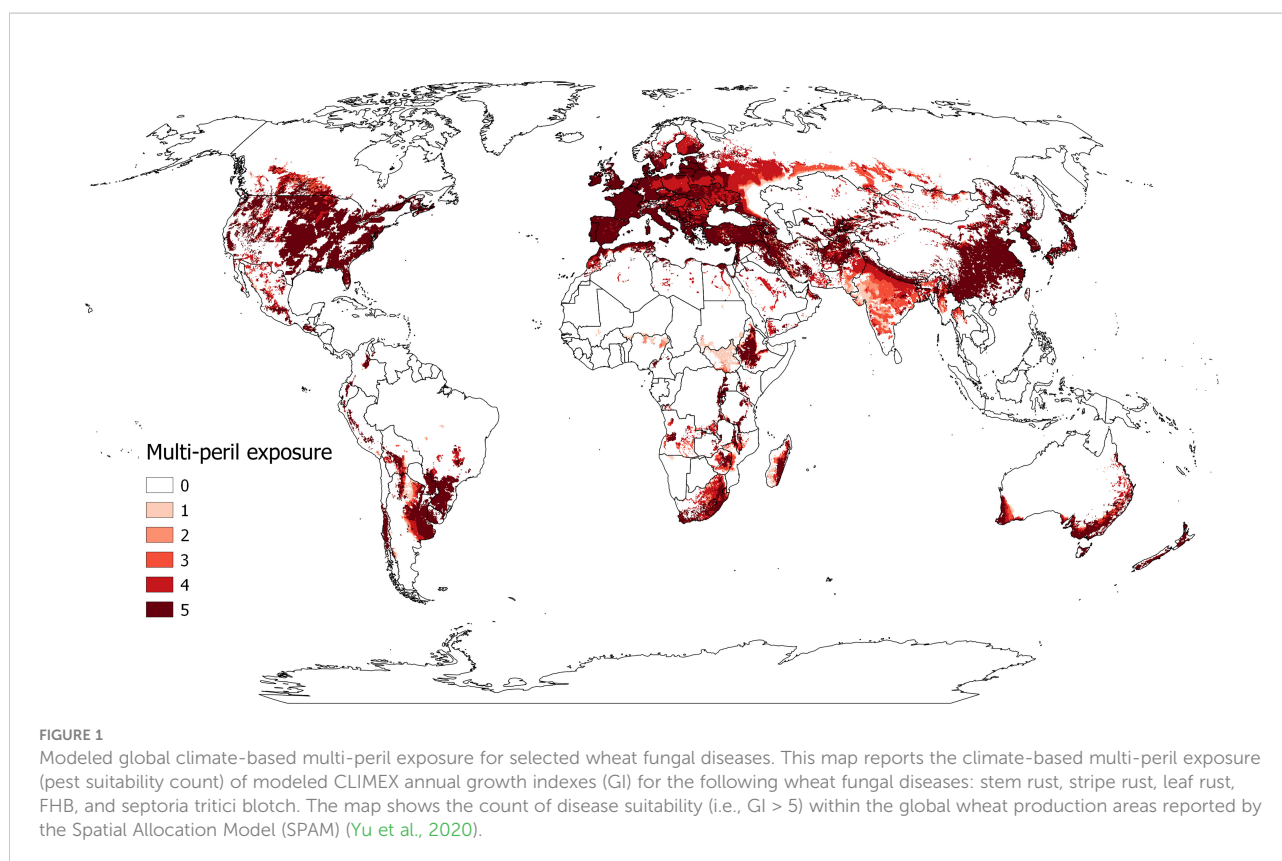 Multi-peril exposure
0
1
2
3
4
5
FIGURE 1
Modeled global climate-based multi-peril exposure for selected wheat fungal diseases. This map reports the climate-based multi-peril exposure
(pest suitability count) of modeled CLIMEX annual growth indexes (GI) for the following wheat fungal diseases: stem rust, stripe rust, leaf rust,
FHB, and septoria tritici blotch. The map shows the count of disease suitability (i.e., GI > 5) within the global wheat production areas reported by
the Spatial Allocation Model (SPAM) (Yu et al., 2020).